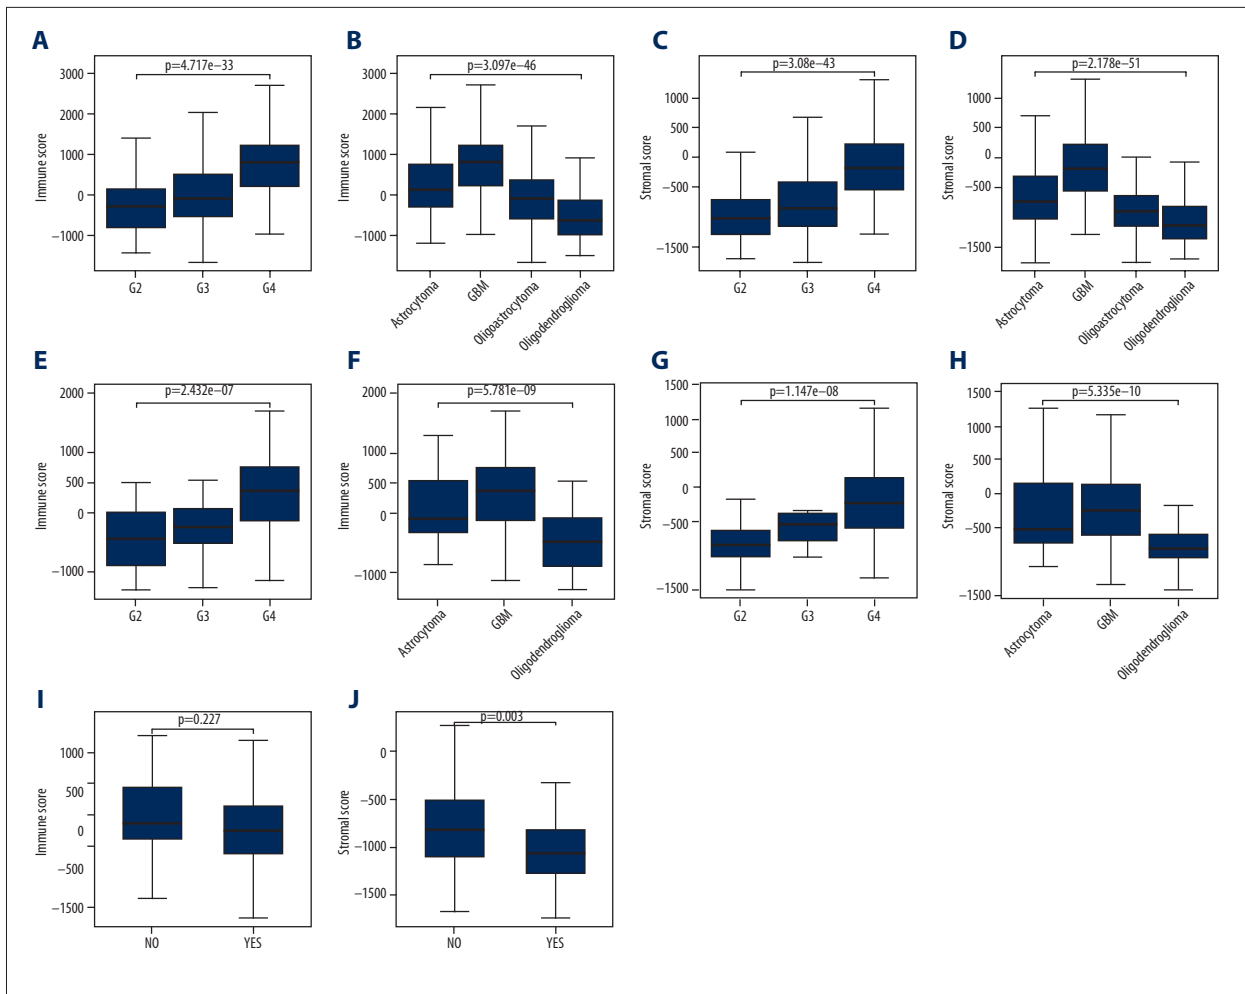 A
Immune score
p=4.717e−33
3000
2000
1000
0
−1000
G2 G3 G4
B
Immune score
p=3.097e−46
3000
2000
1000
0
−1000
Astrocytoma GBM Oligoastrocytoma Oligodendroglioma
C
Stromal score
p=3.08e−43
1000
500
0
−500
−1500
G2 G3 G4
D
Stromal score
p=2.178e−51
1000
500
0
−500
−1500
Astrocytoma GBM Oligoastrocytoma Oligodendroglioma
E
Immune score
p=2.432e−07
2000
1000
500
0
−1000
G2 G3 G4
F
Immune score
p=5.781e−09
2000
1000
500
0
−1000
Astrocytoma GBM Oligodendroglioma
G
Stromal score
p=1.147e−08
1500
1000
500
0
−500
−1500
G2 G3 G4
H
Stromal score
p=5.335e−10
1500
1000
500
0
−500
−1500
Astrocytoma GBM Oligodendroglioma
I
Immune score
p=0.227
1000
500
0
−500
−1500
NO YES
J
Stromal score
p=0.003
0
−500
−1000
−1500
NO YES